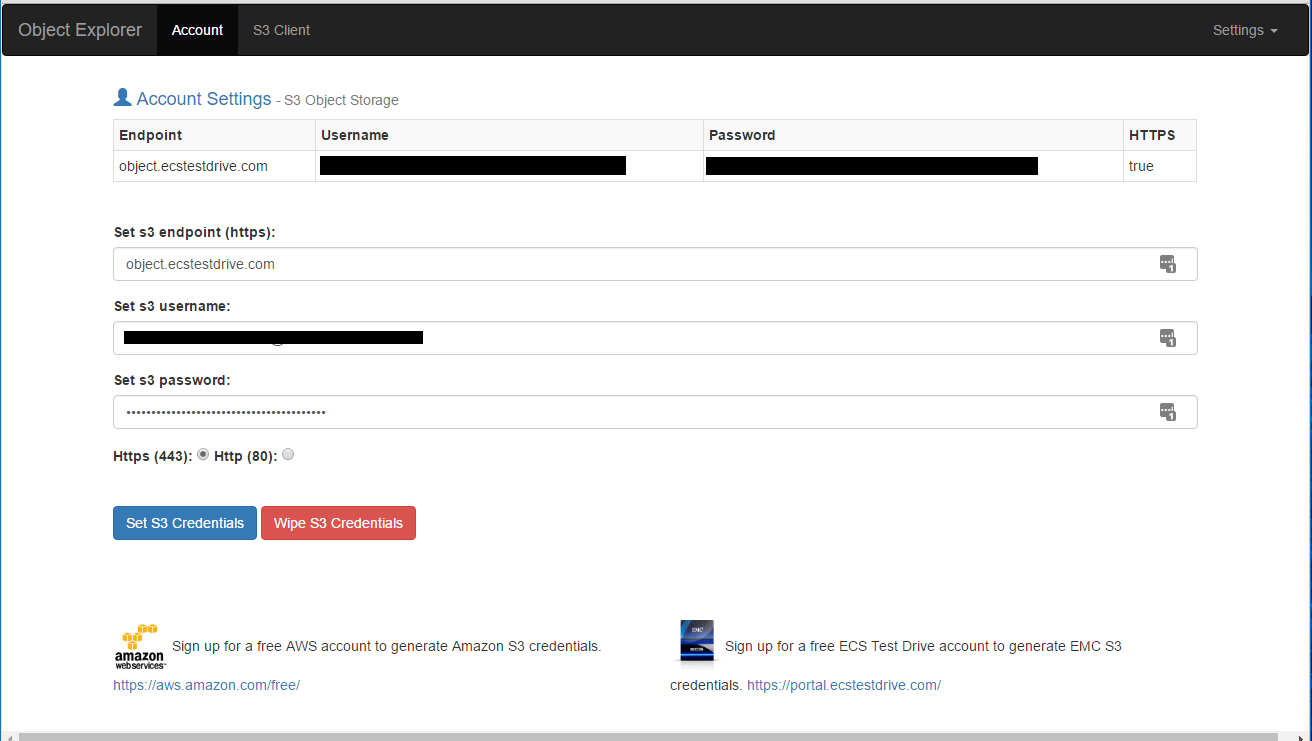 Object Explorer Account S3 Client Settings
Account Settings - S3 Object Storage
Endpoint Username Password HTTPS
object.ecstestdrive.com true
Set s3 endpoint (https):
object.ecstestdrive.com
Set s3 username:
Set s3 password:
••••••••••••••••••••••••••••••••••••••••
Https (443): Http (80):
Set S3 Credentials Wipe S3 Credentials
amazon
web services™ Sign up for a free AWS account to generate Amazon S3 credentials.
https://aws.amazon.com/free/
EMC
Sign up for a free ECS Test Drive account to generate EMC S3
credentials. https://portal.ecstestdrive.com/